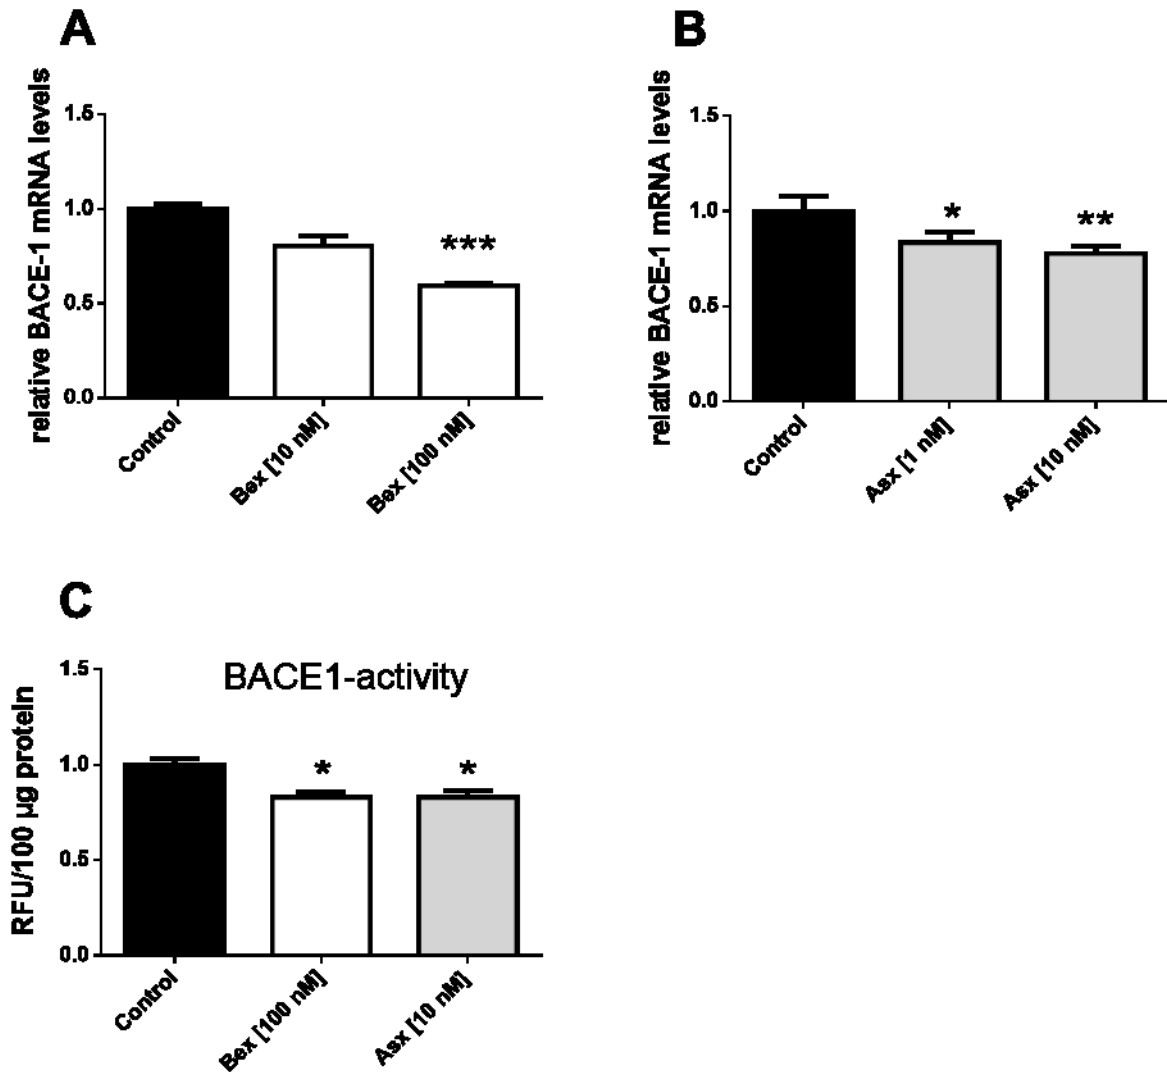 A
relative BACE-1 mRNA levels
1.5
1.0
0.5
0.0
***
Control
Bex [10 nM]
Bex [100 nM]
B
relative BACE-1 mRNA levels
1.5
1.0
0.5
0.0
*
**
Control
Asx [1 nM]
Asx [10 nM]
C
BACE1-activity
RFU/100 µg protein
1.5
1.0
0.5
0.0
*
*
Control
Bex [100 nM]
Asx [10 nM]